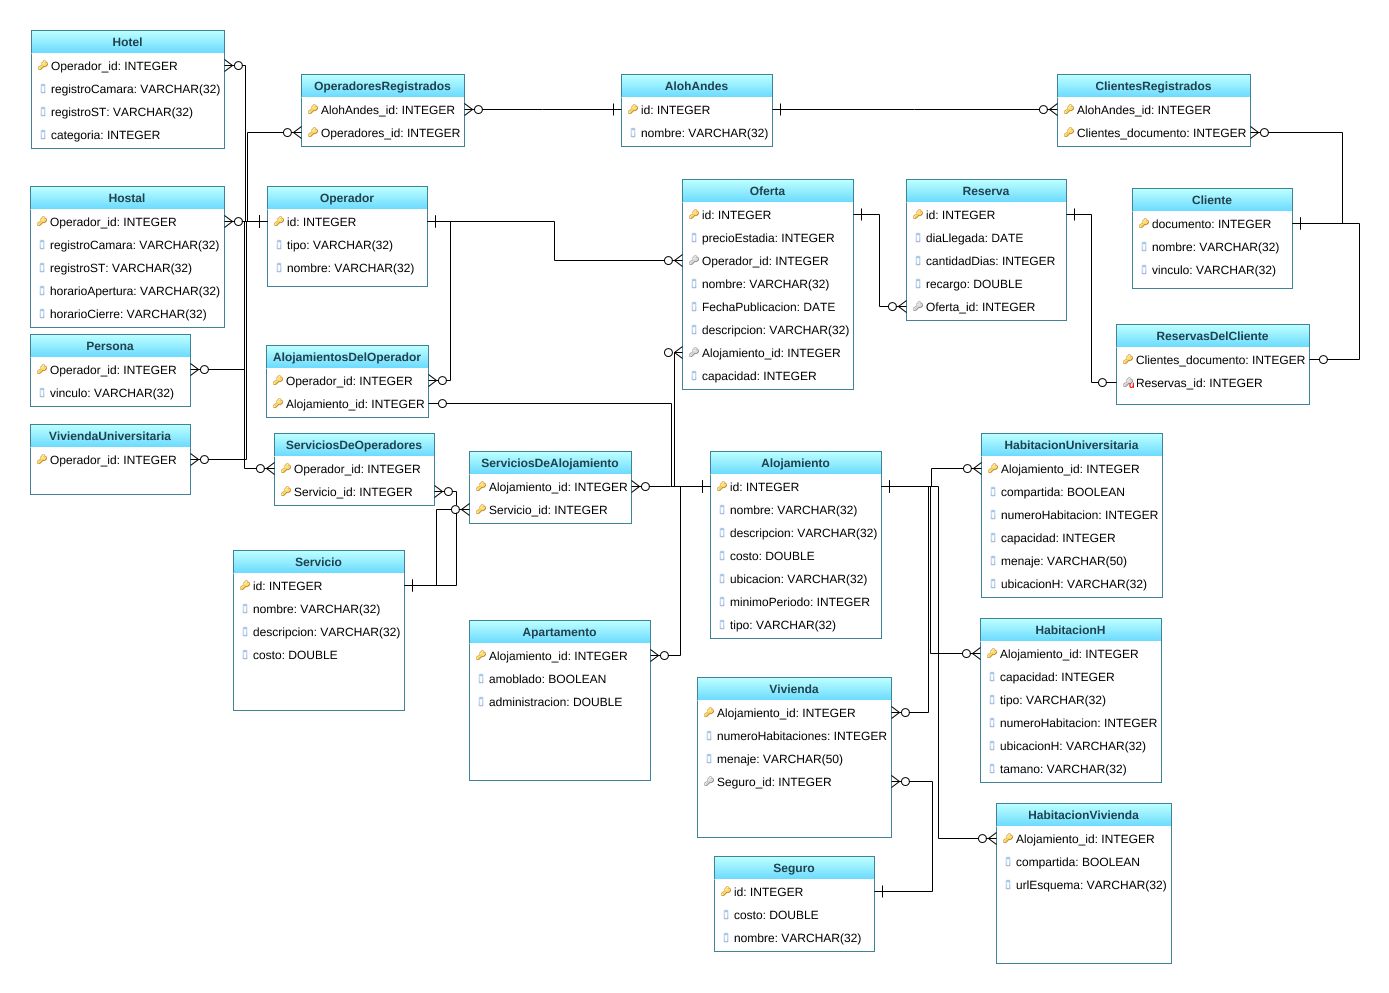 Hotel
Operador_id: INTEGER
registroCamara: VARCHAR(32)
registroST: VARCHAR(32)
categoria: INTEGER
OperadoresRegistrados
AlohAndes_id: INTEGER
Operadores_id: INTEGER
AlohAndes
id: INTEGER
nombre: VARCHAR(32)
ClientesRegistrados
AlohAndes_id: INTEGER
Clientes_documento: INTEGER
Hostal
Operador_id: INTEGER
registroCamara: VARCHAR(32)
registroST: VARCHAR(32)
horarioApertura: VARCHAR(32)
horarioCierre: VARCHAR(32)
Operador
id: INTEGER
tipo: VARCHAR(32)
nombre: VARCHAR(32)
Oferta
id: INTEGER
precioEstadia: INTEGER
Operador_id: INTEGER
nombre: VARCHAR(32)
FechaPublicacion: DATE
descripcion: VARCHAR(32)
Alojamiento_id: INTEGER
capacidad: INTEGER
Reserva
id: INTEGER
diaLlegada: DATE
cantidadDias: INTEGER
recargo: DOUBLE
Oferta_id: INTEGER
Cliente
documento: INTEGER
nombre: VARCHAR(32)
vinculo: VARCHAR(32)
Persona
Operador_id: INTEGER
vinculo: VARCHAR(32)
AlojamientosDelOperador
Operador_id: INTEGER
Alojamiento_id: INTEGER
ReservasDelCliente
Clientes_documento: INTEGER
Reservas_id: INTEGER
ViviendaUniversitaria
Operador_id: INTEGER
ServiciosDeOperadores
Operador_id: INTEGER
Servicio_id: INTEGER
ServiciosDeAlojamiento
Alojamiento_id: INTEGER
Servicio_id: INTEGER
Alojamiento
id: INTEGER
nombre: VARCHAR(32)
descripcion: VARCHAR(32)
costo: DOUBLE
ubicacion: VARCHAR(32)
minimoPeriodo: INTEGER
tipo: VARCHAR(32)
HabitacionUniversitaria
Alojamiento_id: INTEGER
compartida: BOOLEAN
numeroHabitacion: INTEGER
capacidad: INTEGER
menaje: VARCHAR(50)
ubicacionH: VARCHAR(32)
Servicio
id: INTEGER
nombre: VARCHAR(32)
descripcion: VARCHAR(32)
costo: DOUBLE
Apartamento
Alojamiento_id: INTEGER
amoblado: BOOLEAN
administracion: DOUBLE
HabitacionH
Alojamiento_id: INTEGER
capacidad: INTEGER
tipo: VARCHAR(32)
numeroHabitacion: INTEGER
ubicacionH: VARCHAR(32)
tamano: VARCHAR(32)
Vivienda
Alojamiento_id: INTEGER
numeroHabitaciones: INTEGER
menaje: VARCHAR(50)
Seguro_id: INTEGER
HabitacionVivienda
Alojamiento_id: INTEGER
compartida: BOOLEAN
urlEsquema: VARCHAR(32)
Seguro
id: INTEGER
costo: DOUBLE
nombre: VARCHAR(32)